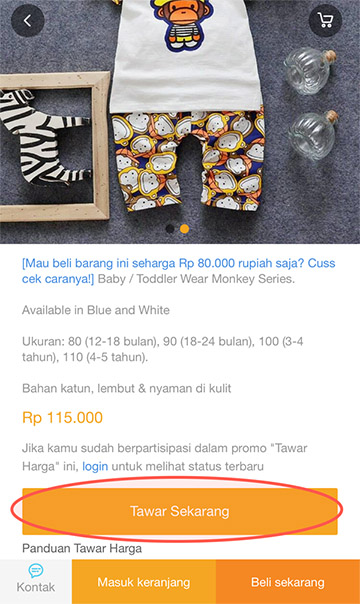 [Mau beli barang ini seharga Rp 80.000 rupiah saja? Cuss
cek caranya!] Baby / Toddler Wear Monkey Series.
Available in Blue and White
Ukuran: 80 (12-18 bulan), 90 (18-24 bulan), 100 (3-4
tahun), 110 (4-5 tahun).
Bahan katun, lembut & nyaman di kulit
Rp 115.000
Jika kamu sudah berpartisipasi dalam promo "Tawar
Harga" ini, login untuk melihat status terbaru
Tawar Sekarang
Panduan Tawar Harga
Kontak
Masuk keranjang
Beli sekarang